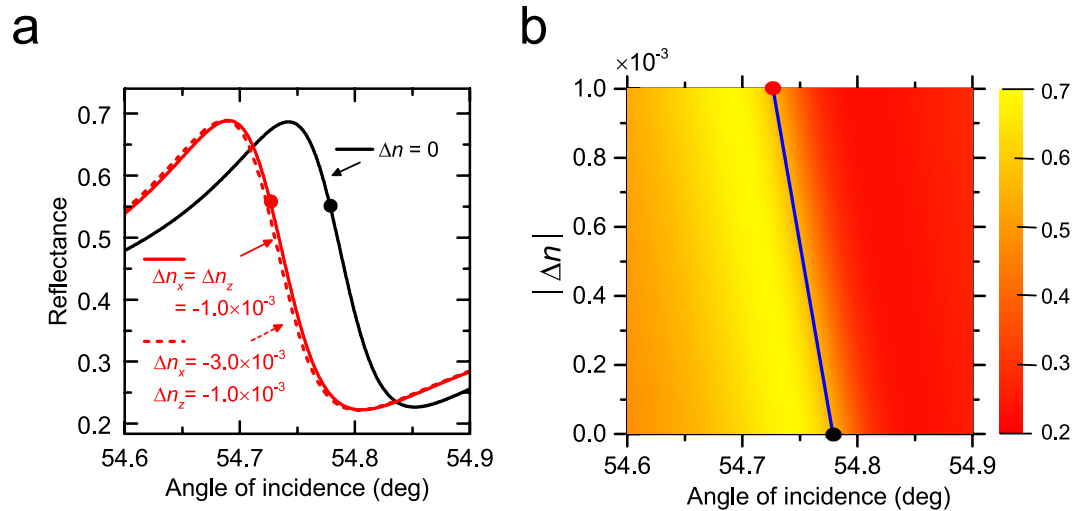 a
0.7
0.6
0.5
0.4
0.3
0.2
Reflectance
54.6
54.7
54.8
54.9
Angle of incidence (deg)
Δn = 0
Δnx = Δnz
= -1.0×10-3
Δnx = -3.0×10-3
Δnz = -1.0×10-3
b
×10-3
1.0
0.8
0.6
0.4
0.2
0.0
|Δn|
54.6
54.7
54.8
54.9
Angle of incidence (deg)
0.7
0.6
0.5
0.4
0.3
0.2